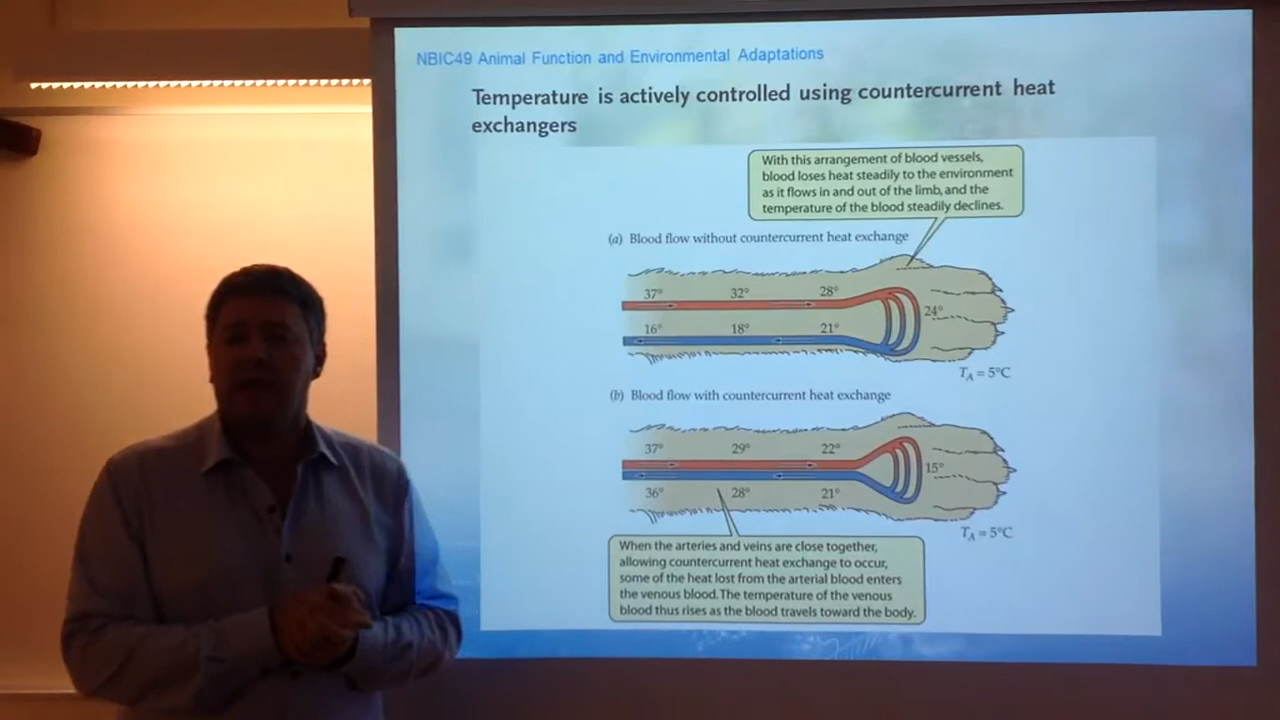 NBIC49 Animal Function and Environmental Adaptations
Temperature is actively controlled using countercurrent heat
exchangers
With this arrangement of blood vessels,
blood loses heat steadily to the environment
as it flows in and out of the limb, and the
temperature of the blood steadily declines.
(a) Blood flow without countercurrent heat exchange
37° 32° 28°
24°
16° 18° 21°
T_A = 5°C
(b) Blood flow with countercurrent heat exchange
37° 29° 22°
15°
36° 28° 21°
T_A = 5°C
When the arteries and veins are close together,
allowing countercurrent heat exchange to occur,
some of the heat lost from the arterial blood enters
the venous blood. The temperature of the venous
blood thus rises as the blood travels toward the body.